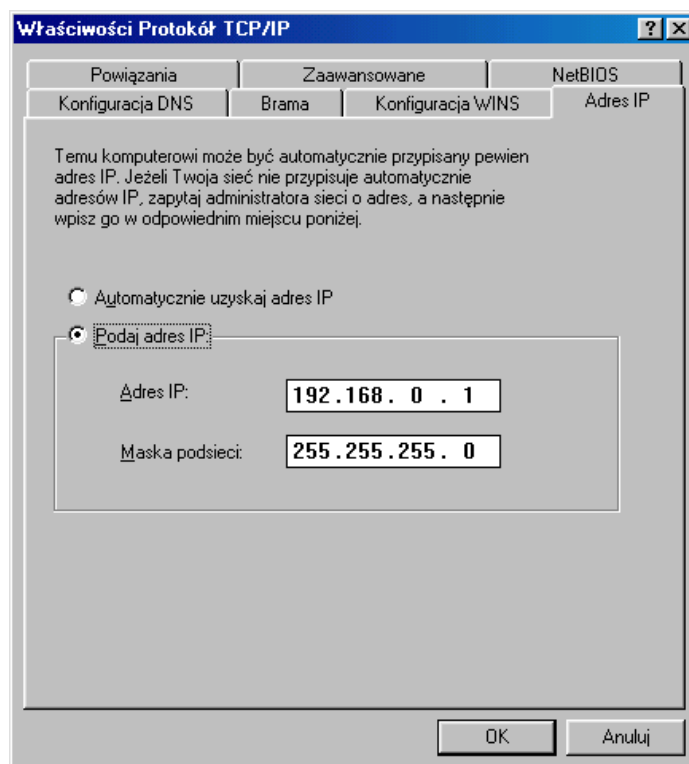 Właściwości Protokół TCP/IP
Powiązania Zaawansowane NetBIOS
Konfiguracja DNS Brama Konfiguracja WINS Adres IP
Temu komputerowi może być automatycznie przypisany pewien
adres IP. Jeżeli Twoja sieć nie przypisuje automatycznie
adresów IP, zapytaj administratora sieci o adres, a następnie
wpisz go w odpowiednim miejscu poniżej.
Automatycznie uzyskaj adres IP
Podaj adres IP:
Adres IP: 192.168. 0 . 1
Maska podsieci: 255.255.255. 0
OK Anuluj